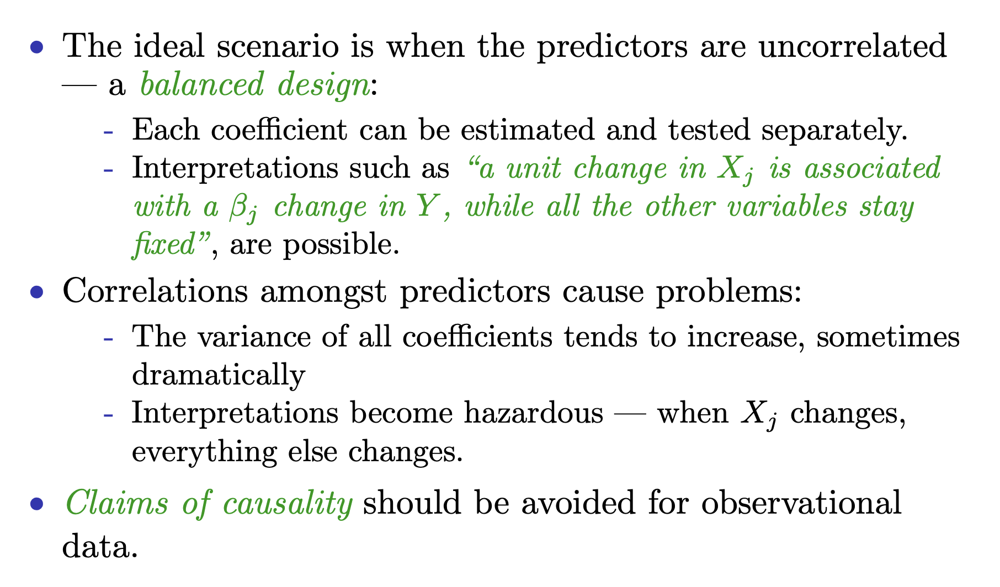 • The ideal scenario is when the predictors are uncorrelated
— a balanced design:
- Each coefficient can be estimated and tested separately.
- Interpretations such as “a unit change in Xⱼ is associated
with a βⱼ change in Y, while all the other variables stay
fixed”, are possible.
• Correlations amongst predictors cause problems:
- The variance of all coefficients tends to increase, sometimes
dramatically
- Interpretations become hazardous — when Xⱼ changes,
everything else changes.
• Claims of causality should be avoided for observational
data.